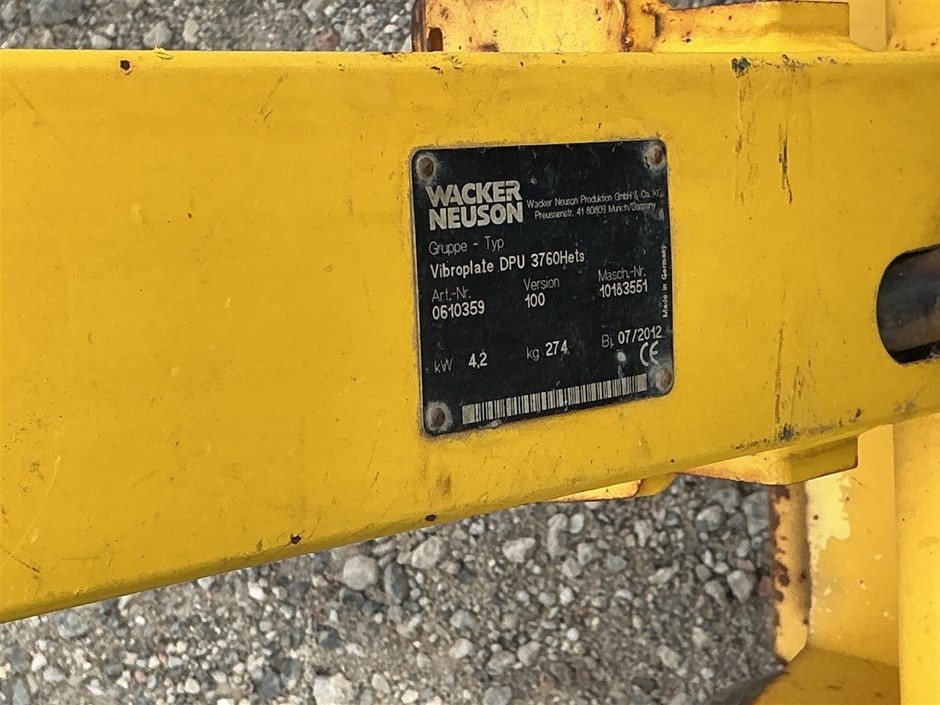 WACKER
NEUSON
Wacker Neuson Produktion GmbH & Co. KG
Preussenstr. 41 80809 Munich/Germany
Gruppe - Typ
Vibroplate DPU 3760Hets
Art.-Nr. Version Masch.-Nr.
0610359 100 10183551
kW 4,2 kg 274 Bj. 07/2012
CE
Made in Germany